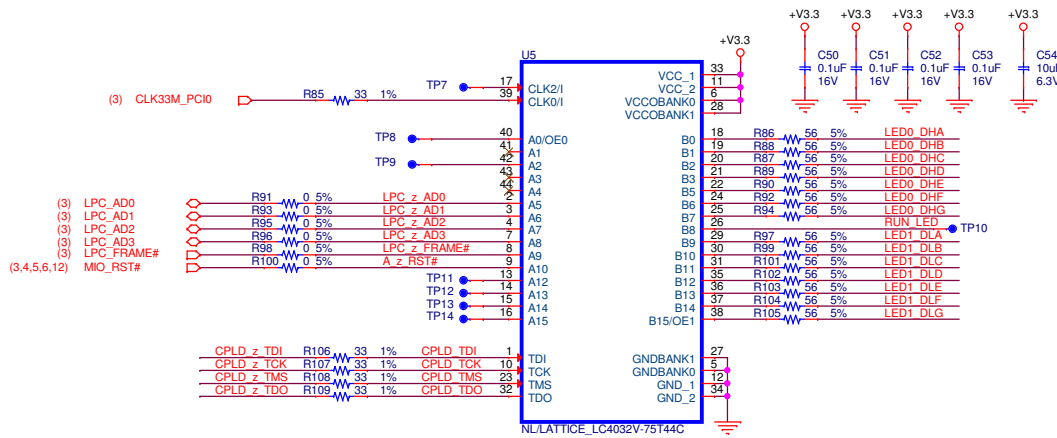 +V3.3 +V3.3 +V3.3 +V3.3 +V3.3
+V3.3
U5
C50 C51 C52 C53 C54
0.1uF 0.1uF 0.1uF 0.1uF 10u
16V 16V 16V 16V 6.3V
TP7 17 CLK2/I VCC_1 33
(3) CLK33M_PCI0 R85 33 1% 39 CLK0/I VCC_2 11
VCCOBANK0 6
VCCOBANK1 28
TP8 40 A0/OE0 B0 18 R86 56 5% LED0_DHA
41 A1 B1 19 R88 56 5% LED0_DHB
TP9 42 A2 B2 20 R87 56 5% LED0_DHC
43 A3 B3 21 R89 56 5% LED0_DHD
44 A4 B5 22 R90 56 5% LED0_DHE
(3) LPC_AD0 R91 0 5% LPC_z_AD0 2 A5 B6 24 R92 56 5% LED0_DHF
(3) LPC_AD1 R93 0 5% LPC_z_AD1 3 A6 B7 25 R94 56 5% LED0_DHG
(3) LPC_AD2 R95 0 5% LPC_z_AD2 4 A7 B8 26 RUN_LED TP10
(3) LPC_AD3 R96 0 5% LPC_z_AD3 7 A8 B9 29 R97 56 5% LED1_DLA
(3) LPC_FRAME# R98 0 5% LPC_z_FRAME# 8 A9 B10 30 R99 56 5% LED1_DLB
(3,4,5,6,12) MIO_RST# R100 0 5% A_z_RST# 9 A10 B11 31 R101 56 5% LED1_DLC
TP11 13 A12 B12 35 R102 56 5% LED1_DLD
TP12 14 A13 B13 36 R103 56 5% LED1_DLE
TP13 15 A14 B14 37 R104 56 5% LED1_DLF
TP14 16 A15 B15/OE1 38 R105 56 5% LED1_DLG
CPLD_z_TDI R106 33 1% CPLD_TDI 1 TDI GNDBANK1 27
CPLD_z_TCK R107 33 1% CPLD_TCK 10 TCK GNDBANK0 5
CPLD_z_TMS R108 33 1% CPLD_TMS 23 TMS GND_1 12
CPLD_z_TDO R109 33 1% CPLD_TDO 32 TDO GND_2 34
NL/LATTICE_LC4032V-75T44C